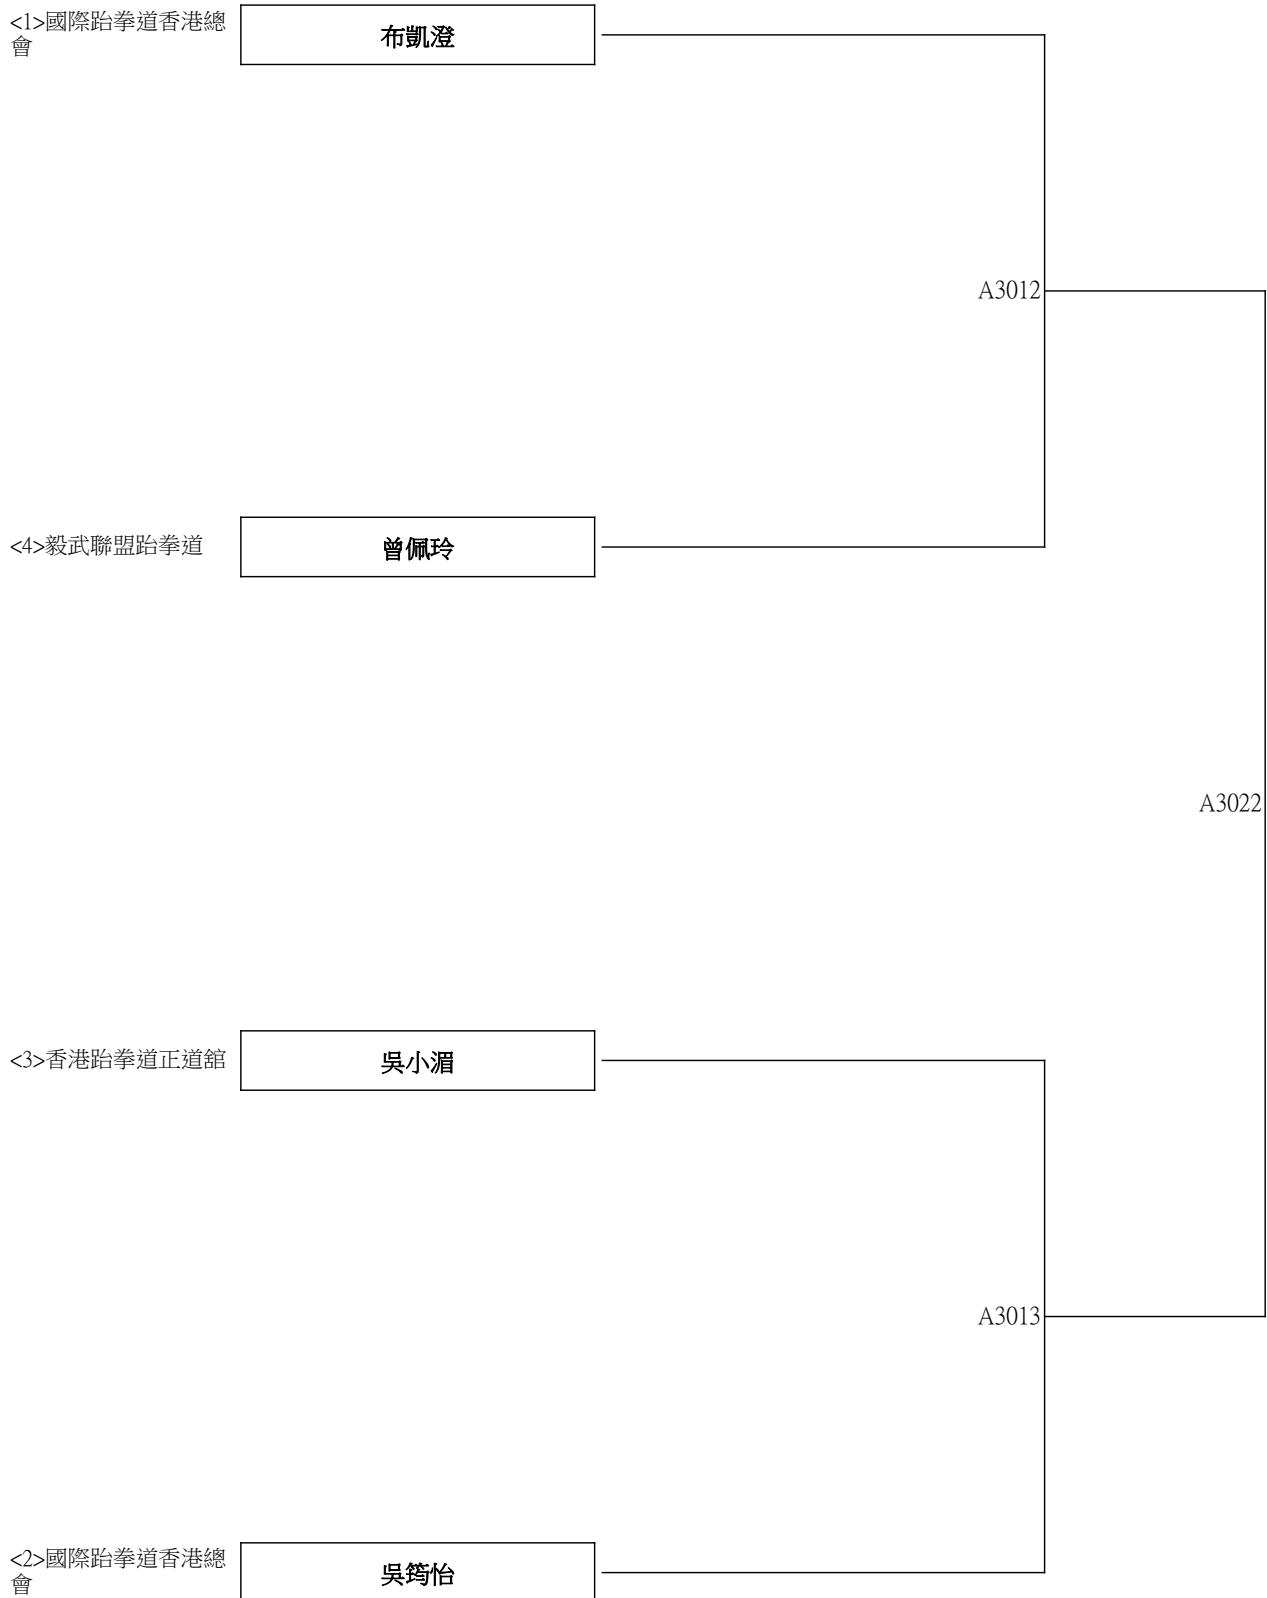 <1>國際跆拳道香港總
會
布凱澄
A3012
<4>毅武聯盟跆拳道
曾佩玲
A3022
<3>香港跆拳道正道舘
吳小湄
A3013
<2>國際跆拳道香港總
會
吳筠怡